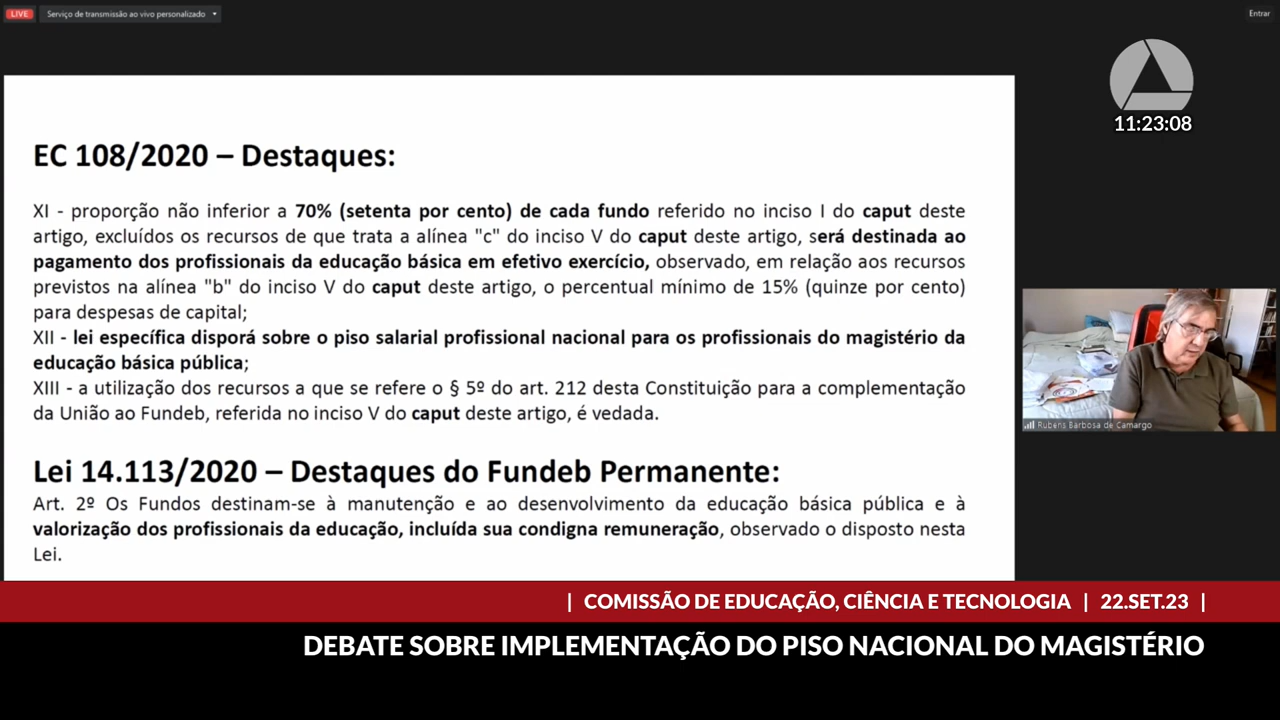 LIVE
Serviço de transmissão ao vivo personalizado
Entrar
11:23:08
EC 108/2020 – Destaques:
XI - proporção não inferior a 70% (setenta por cento) de cada fundo referido no inciso I do caput deste
artigo, excluídos os recursos de que trata a alínea "c" do inciso V do caput deste artigo, será destinada ao
pagamento dos profissionais da educação básica em efetivo exercício, observado, em relação aos recursos
previstos na alínea "b" do inciso V do caput deste artigo, o percentual mínimo de 15% (quinze por cento)
para despesas de capital;
XII - lei específica disporá sobre o piso salarial profissional nacional para os profissionais do magistério da
educação básica pública;
XIII - a utilização dos recursos a que se refere o § 5º do art. 212 desta Constituição para a complementação
da União ao Fundeb, referida no inciso V do caput deste artigo, é vedada.
Lei 14.113/2020 – Destaques do Fundeb Permanente:
Art. 2º Os Fundos destinam-se à manutenção e ao desenvolvimento da educação básica pública e à
valorização dos profissionais da educação, incluída sua condigna remuneração, observado o disposto nesta
Lei.
Rubens Barbosa de Camargo
| COMISSÃO DE EDUCAÇÃO, CIÊNCIA E TECNOLOGIA | 22.SET.23 |
DEBATE SOBRE IMPLEMENTAÇÃO DO PISO NACIONAL DO MAGISTÉRIO